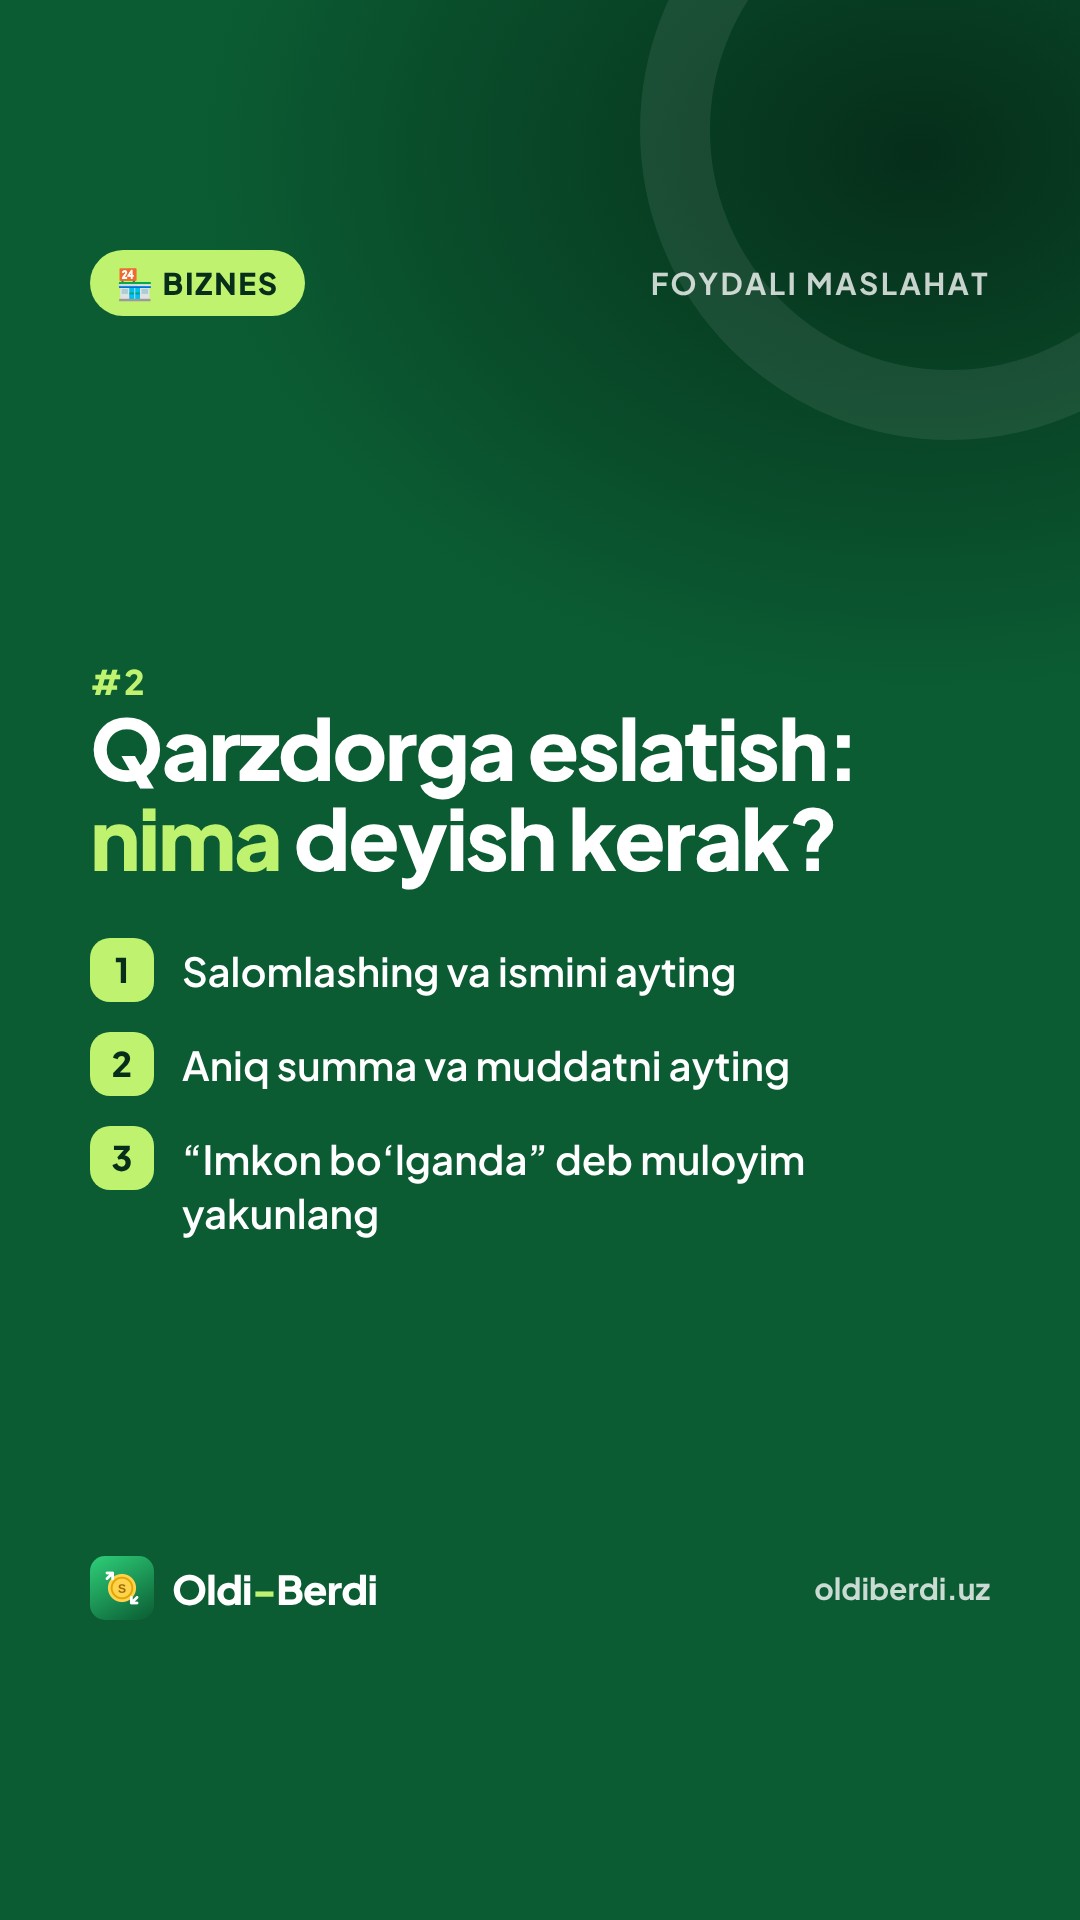 BIZNES
FOYDALI MASLAHAT
#2
Qarzdorga eslatish:
nima deyish kerak?
1 Salomlashing va ismini ayting
2 Aniq summa va muddatni ayting
3 “Imkon bo‘lganda” deb muloyim
yakunlang
Oldi-Berdi
oldiberdi.uz